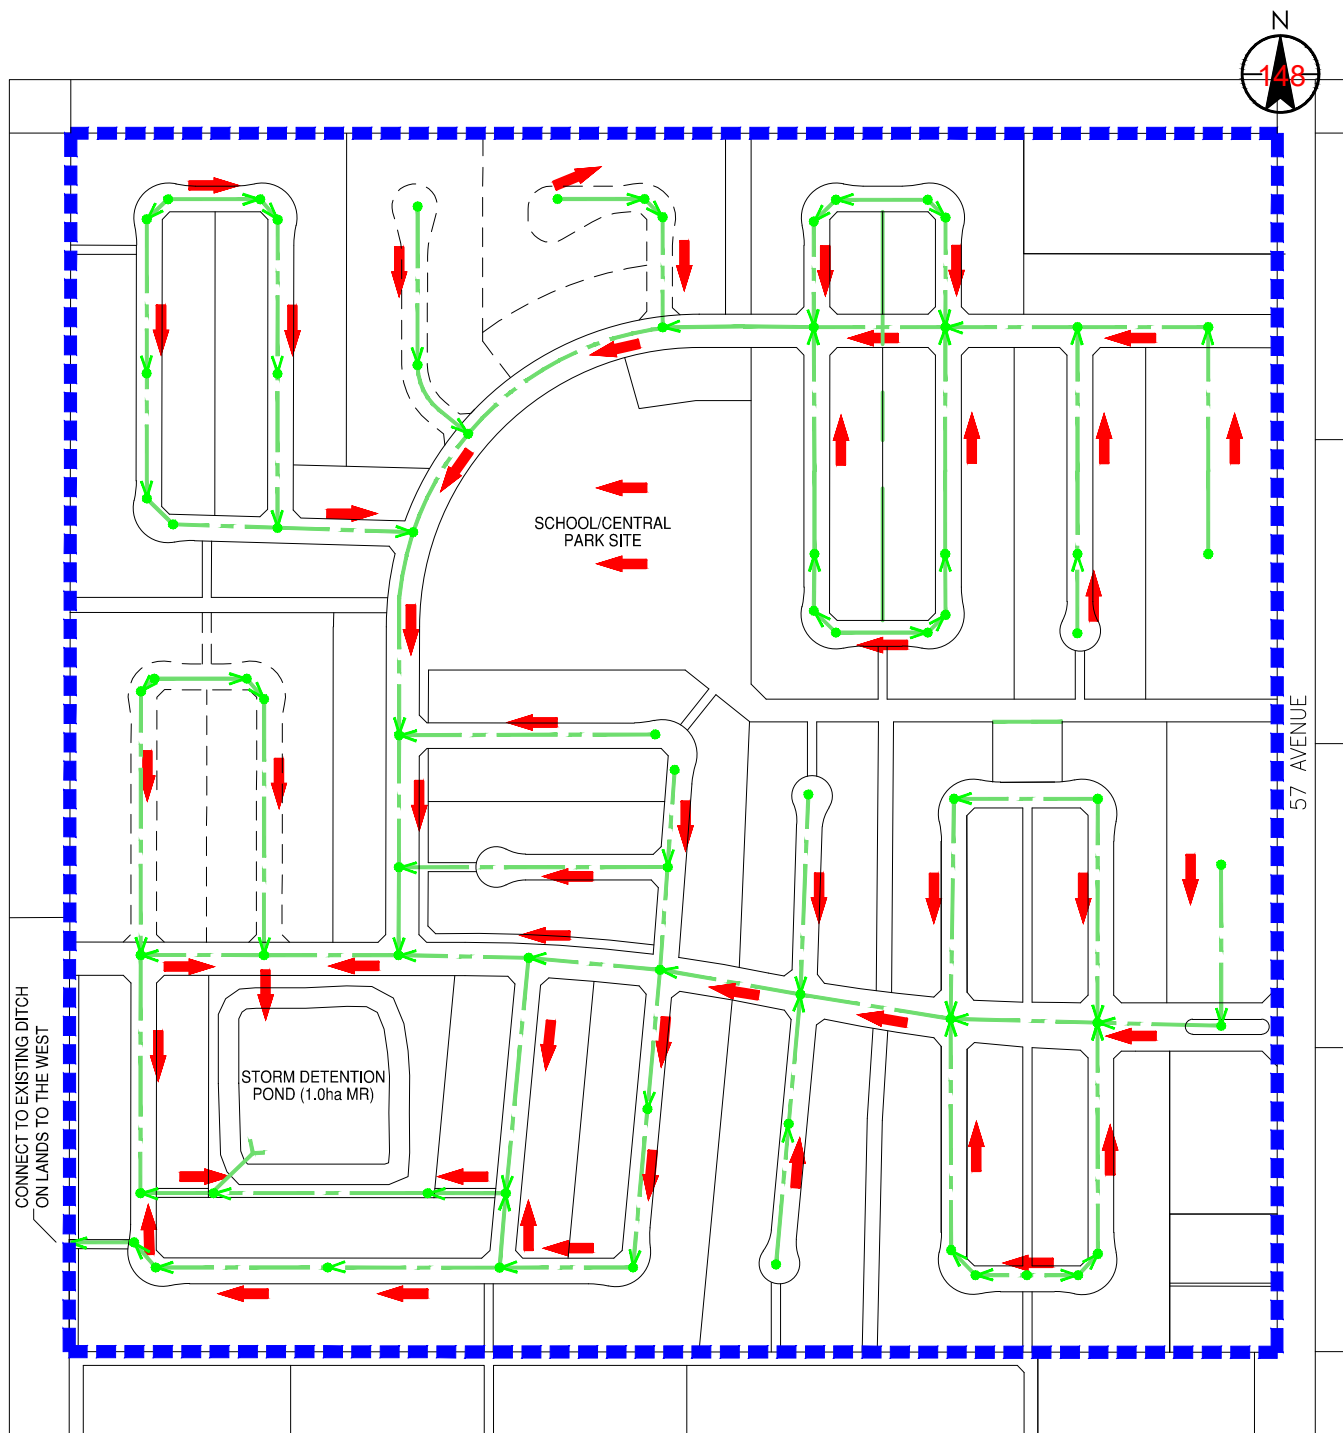 N
148
SCHOOL/CENTRAL
PARK SITE
57 AVENUE
STORM DETENTION
POND (1.0ha MR)
CONNECT TO EXISTING DITCH
ON LANDS TO THE WEST